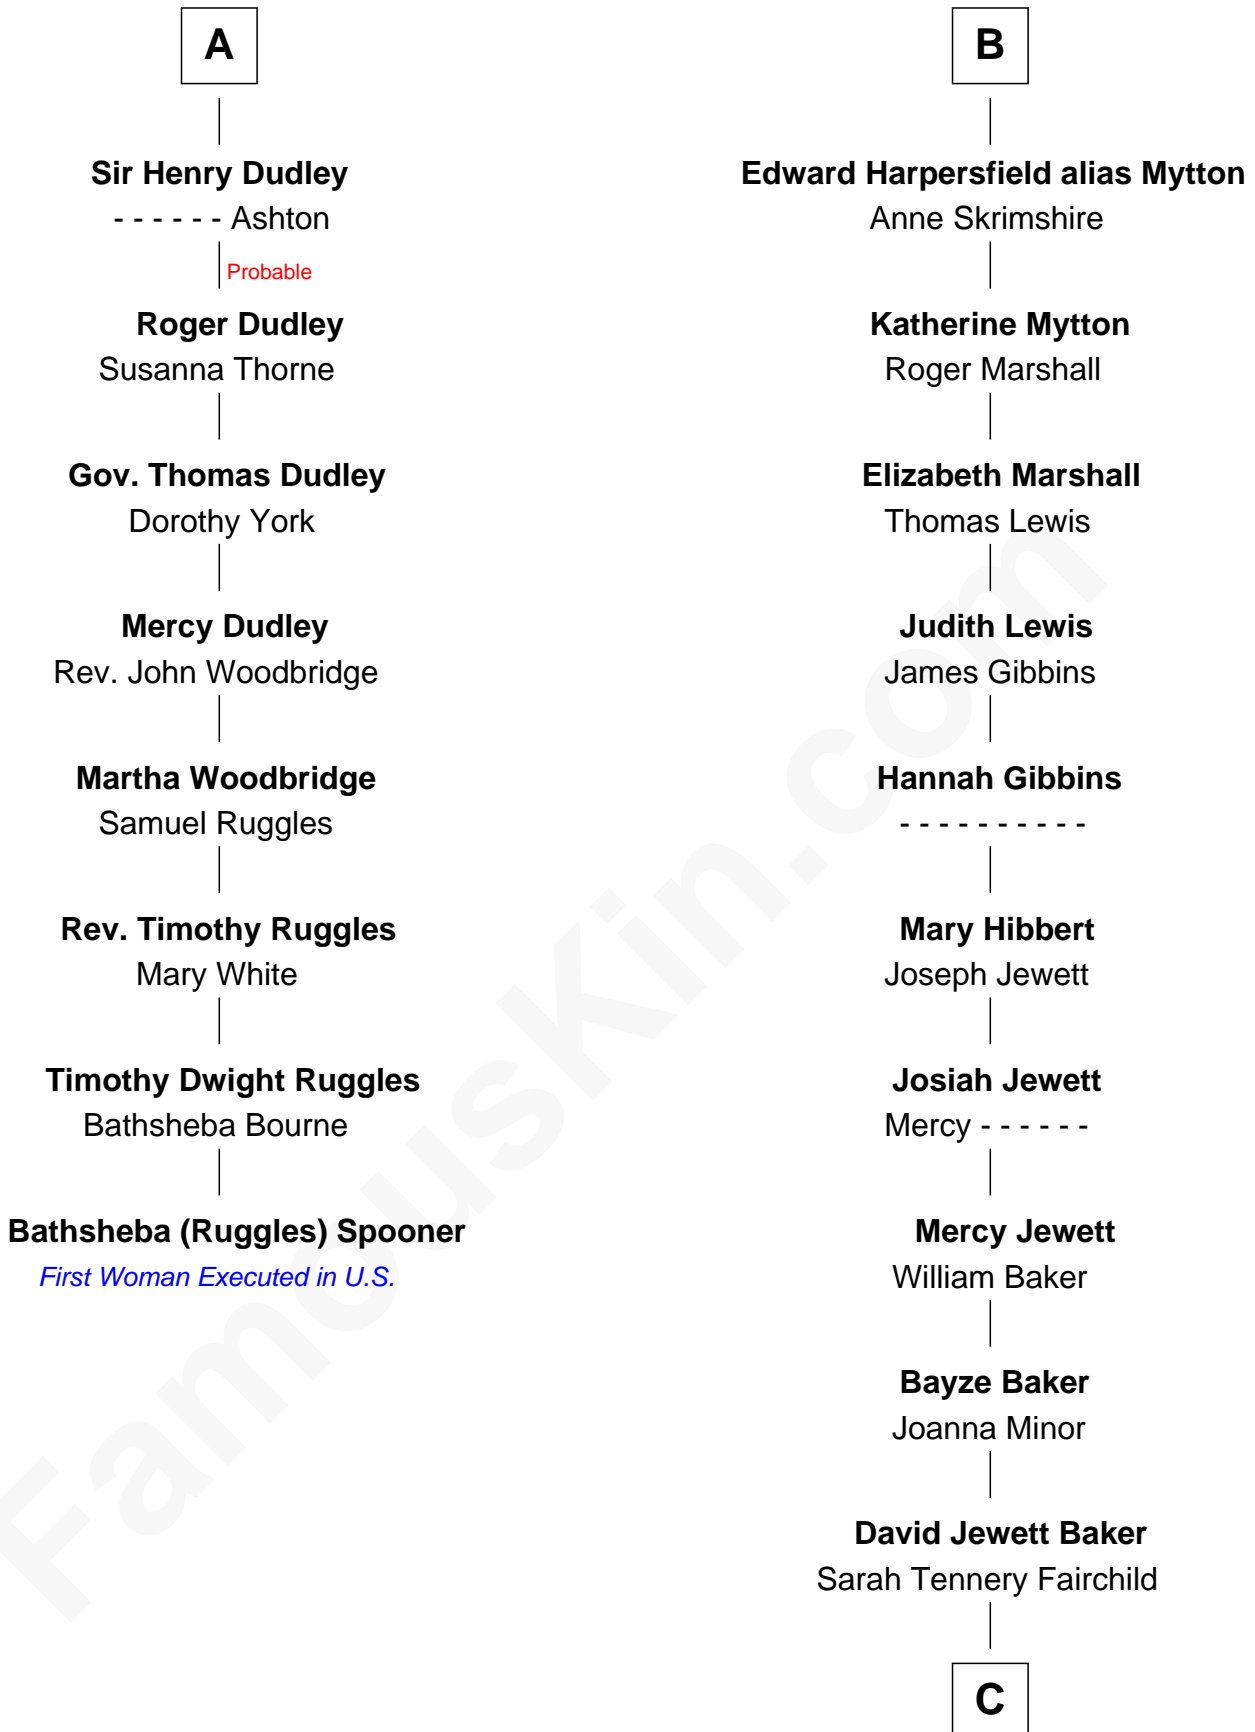 A
Sir Henry Dudley
- - - - - - Ashton
Probable
Roger Dudley
Susanna Thorne
Gov. Thomas Dudley
Dorothy York
Mercy Dudley
Rev. John Woodbridge
Martha Woodbridge
Samuel Ruggles
Rev. Timothy Ruggles
Mary White
Timothy Dwight Ruggles
Bathsheba Bourne
Bathsheba (Ruggles) Spooner
First Woman Executed in U.S.
B
Edward Harpersfield alias Mytton
Anne Skrimshire
Katherine Mytton
Roger Marshall
Elizabeth Marshall
Thomas Lewis
Judith Lewis
James Gibbins
Hannah Gibbins
- - - - - - - - - -
Mary Hibbert
Joseph Jewett
Josiah Jewett
Mercy - - - - - -
Mercy Jewett
William Baker
Bayze Baker
Joanna Minor
David Jewett Baker
Sarah Tennery Fairchild
C
FamousKin.com